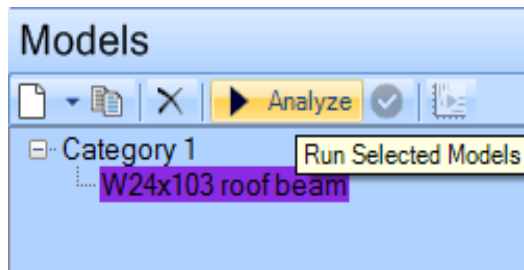 Models
Analyze
Category 1
Run Selected Models
W24x103 roof beam